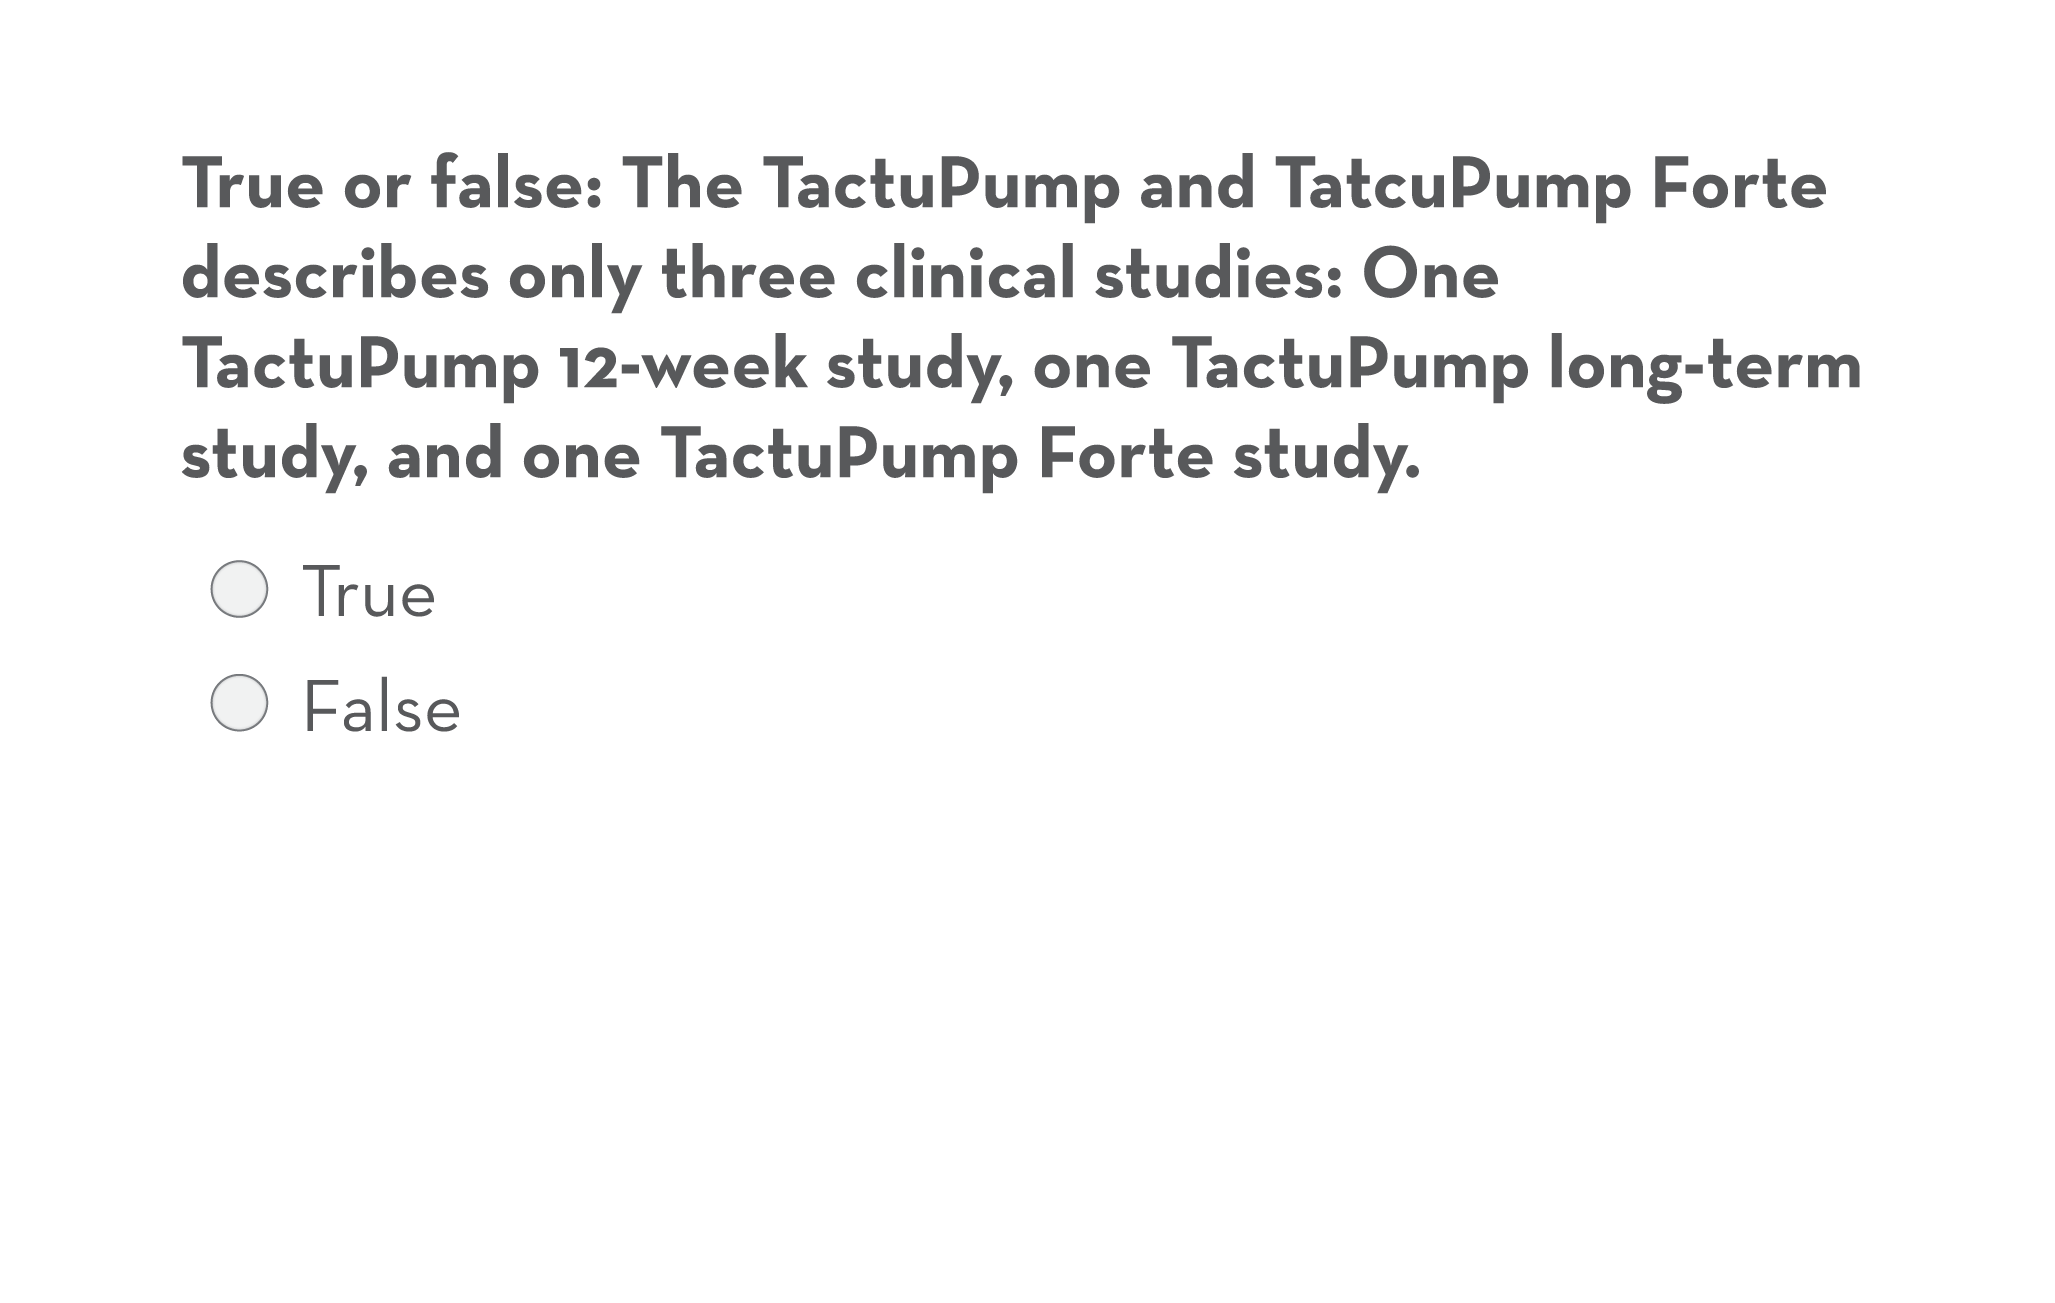 True or false: The TactuPump and TatcuPump Forte
describes only three clinical studies: One
TactuPump 12-week study, one TactuPump long-term
study, and one TactuPump Forte study.
True
False